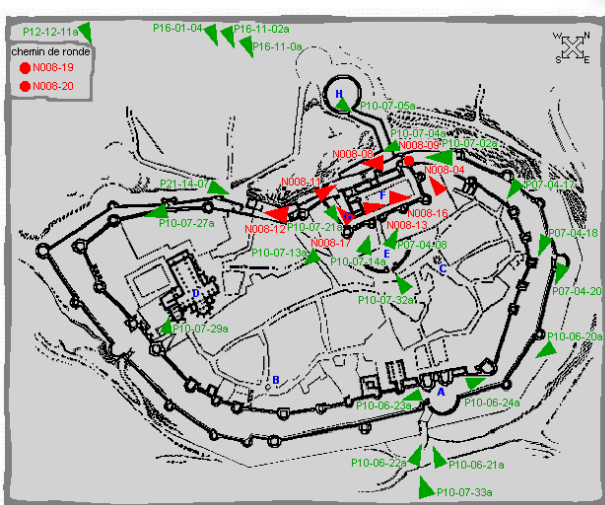 P12-12-11a
P16-01-04
P16-11-02a
P16-11-0a
W N
S E
chemin de ronde
N008-19
N008-20
H
P10-07-05a
P10-07-04a
N008-09
P10-07-02a
N008-08
N008-04
P21-14-07
N008-11
P07-04-17
F
P10-07-27a
N008-12
P10-07-21a
G
N008-16
N008-13
P07-04-18
N008-17
P10-07-13a
P10-07-14a
E
P07-04-08
C
P07-04-20
D
P10-07-32a
P10-07-29a
P10-06-20a
B
A
P10-06-23a
P10-06-24a
P10-06-22a
P10-06-21a
P10-07-33a